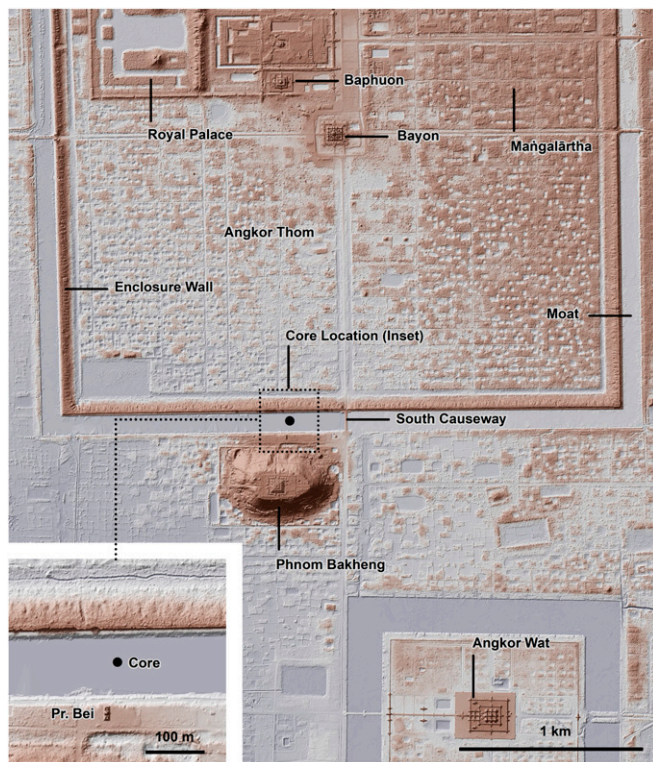 Baphuon
Royal Palace
Bayon
Maṅgalārtha
Angkor Thom
Enclosure Wall
Moat
Core Location (Inset)
South Causeway
Phnom Bakheng
Angkor Wat
Core
Pr. Bei
100 m
1 km